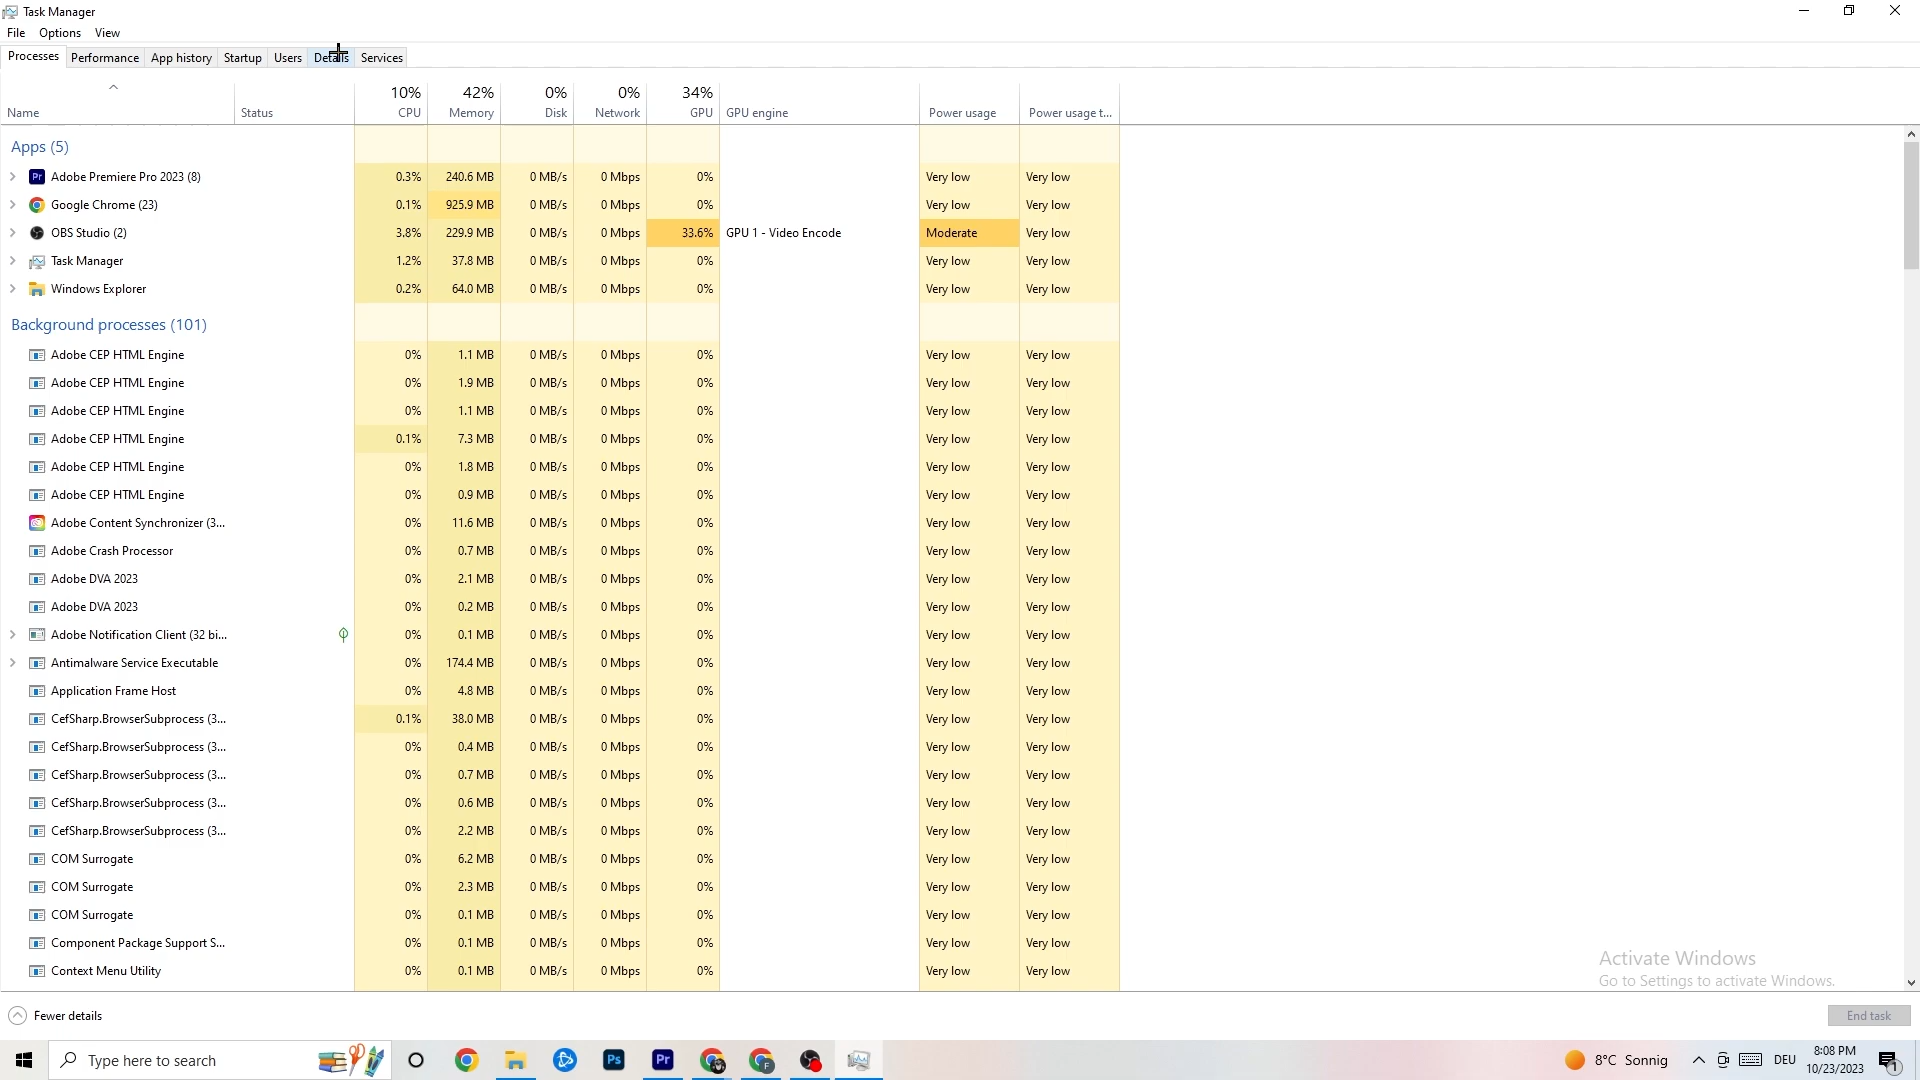 Task Manager
File Options View
Processes Performance App history Startup Users Details Services
10% 42% 0% 0% 34%
Name Status CPU Memory Disk Network GPU GPU engine Power usage Power usage t...
Apps (5)
Adobe Premiere Pro 2023 (8) 0.3% 240.6 MB 0 MB/s 0 Mbps 0% Very low Very low
Google Chrome (23) 0.1% 925.9 MB 0 MB/s 0 Mbps 0% Very low Very low
OBS Studio (2) 3.8% 229.9 MB 0 MB/s 0 Mbps 33.6% GPU 1 - Video Encode Moderate Very low
Task Manager 1.2% 37.8 MB 0 MB/s 0 Mbps 0% Very low Very low
Windows Explorer 0.2% 64.0 MB 0 MB/s 0 Mbps 0% Very low Very low
Background processes (101)
Adobe CEP HTML Engine 0% 1.1 MB 0 MB/s 0 Mbps 0% Very low Very low
Adobe CEP HTML Engine 0% 1.9 MB 0 MB/s 0 Mbps 0% Very low Very low
Adobe CEP HTML Engine 0% 1.1 MB 0 MB/s 0 Mbps 0% Very low Very low
Adobe CEP HTML Engine 0.1% 7.3 MB 0 MB/s 0 Mbps 0% Very low Very low
Adobe CEP HTML Engine 0% 1.8 MB 0 MB/s 0 Mbps 0% Very low Very low
Adobe CEP HTML Engine 0% 0.9 MB 0 MB/s 0 Mbps 0% Very low Very low
Adobe Content Synchronizer (3... 0% 11.6 MB 0 MB/s 0 Mbps 0% Very low Very low
Adobe Crash Processor 0% 0.7 MB 0 MB/s 0 Mbps 0% Very low Very low
Adobe DVA 2023 0% 2.1 MB 0 MB/s 0 Mbps 0% Very low Very low
Adobe DVA 2023 0% 0.2 MB 0 MB/s 0 Mbps 0% Very low Very low
Adobe Notification Client (32 bi... 0% 0.1 MB 0 MB/s 0 Mbps 0% Very low Very low
Antimalware Service Executable 0% 174.4 MB 0 MB/s 0 Mbps 0% Very low Very low
Application Frame Host 0% 4.8 MB 0 MB/s 0 Mbps 0% Very low Very low
CefSharp.BrowserSubprocess (3... 0.1% 38.0 MB 0 MB/s 0 Mbps 0% Very low Very low
CefSharp.BrowserSubprocess (3... 0% 0.4 MB 0 MB/s 0 Mbps 0% Very low Very low
CefSharp.BrowserSubprocess (3... 0% 0.7 MB 0 MB/s 0 Mbps 0% Very low Very low
CefSharp.BrowserSubprocess (3... 0% 0.6 MB 0 MB/s 0 Mbps 0% Very low Very low
CefSharp.BrowserSubprocess (3... 0% 2.2 MB 0 MB/s 0 Mbps 0% Very low Very low
COM Surrogate 0% 6.2 MB 0 MB/s 0 Mbps 0% Very low Very low
COM Surrogate 0% 2.3 MB 0 MB/s 0 Mbps 0% Very low Very low
COM Surrogate 0% 0.1 MB 0 MB/s 0 Mbps 0% Very low Very low
Component Package Support S... 0% 0.1 MB 0 MB/s 0 Mbps 0% Very low Very low
Context Menu Utility 0% 0.1 MB 0 MB/s 0 Mbps 0% Very low Very low
Activate Windows
Go to Settings to activate Windows.
Fewer details End task
Type here to search Ps Pr F 8°C Sonnig DEU 8:08 PM
10/23/2023 1